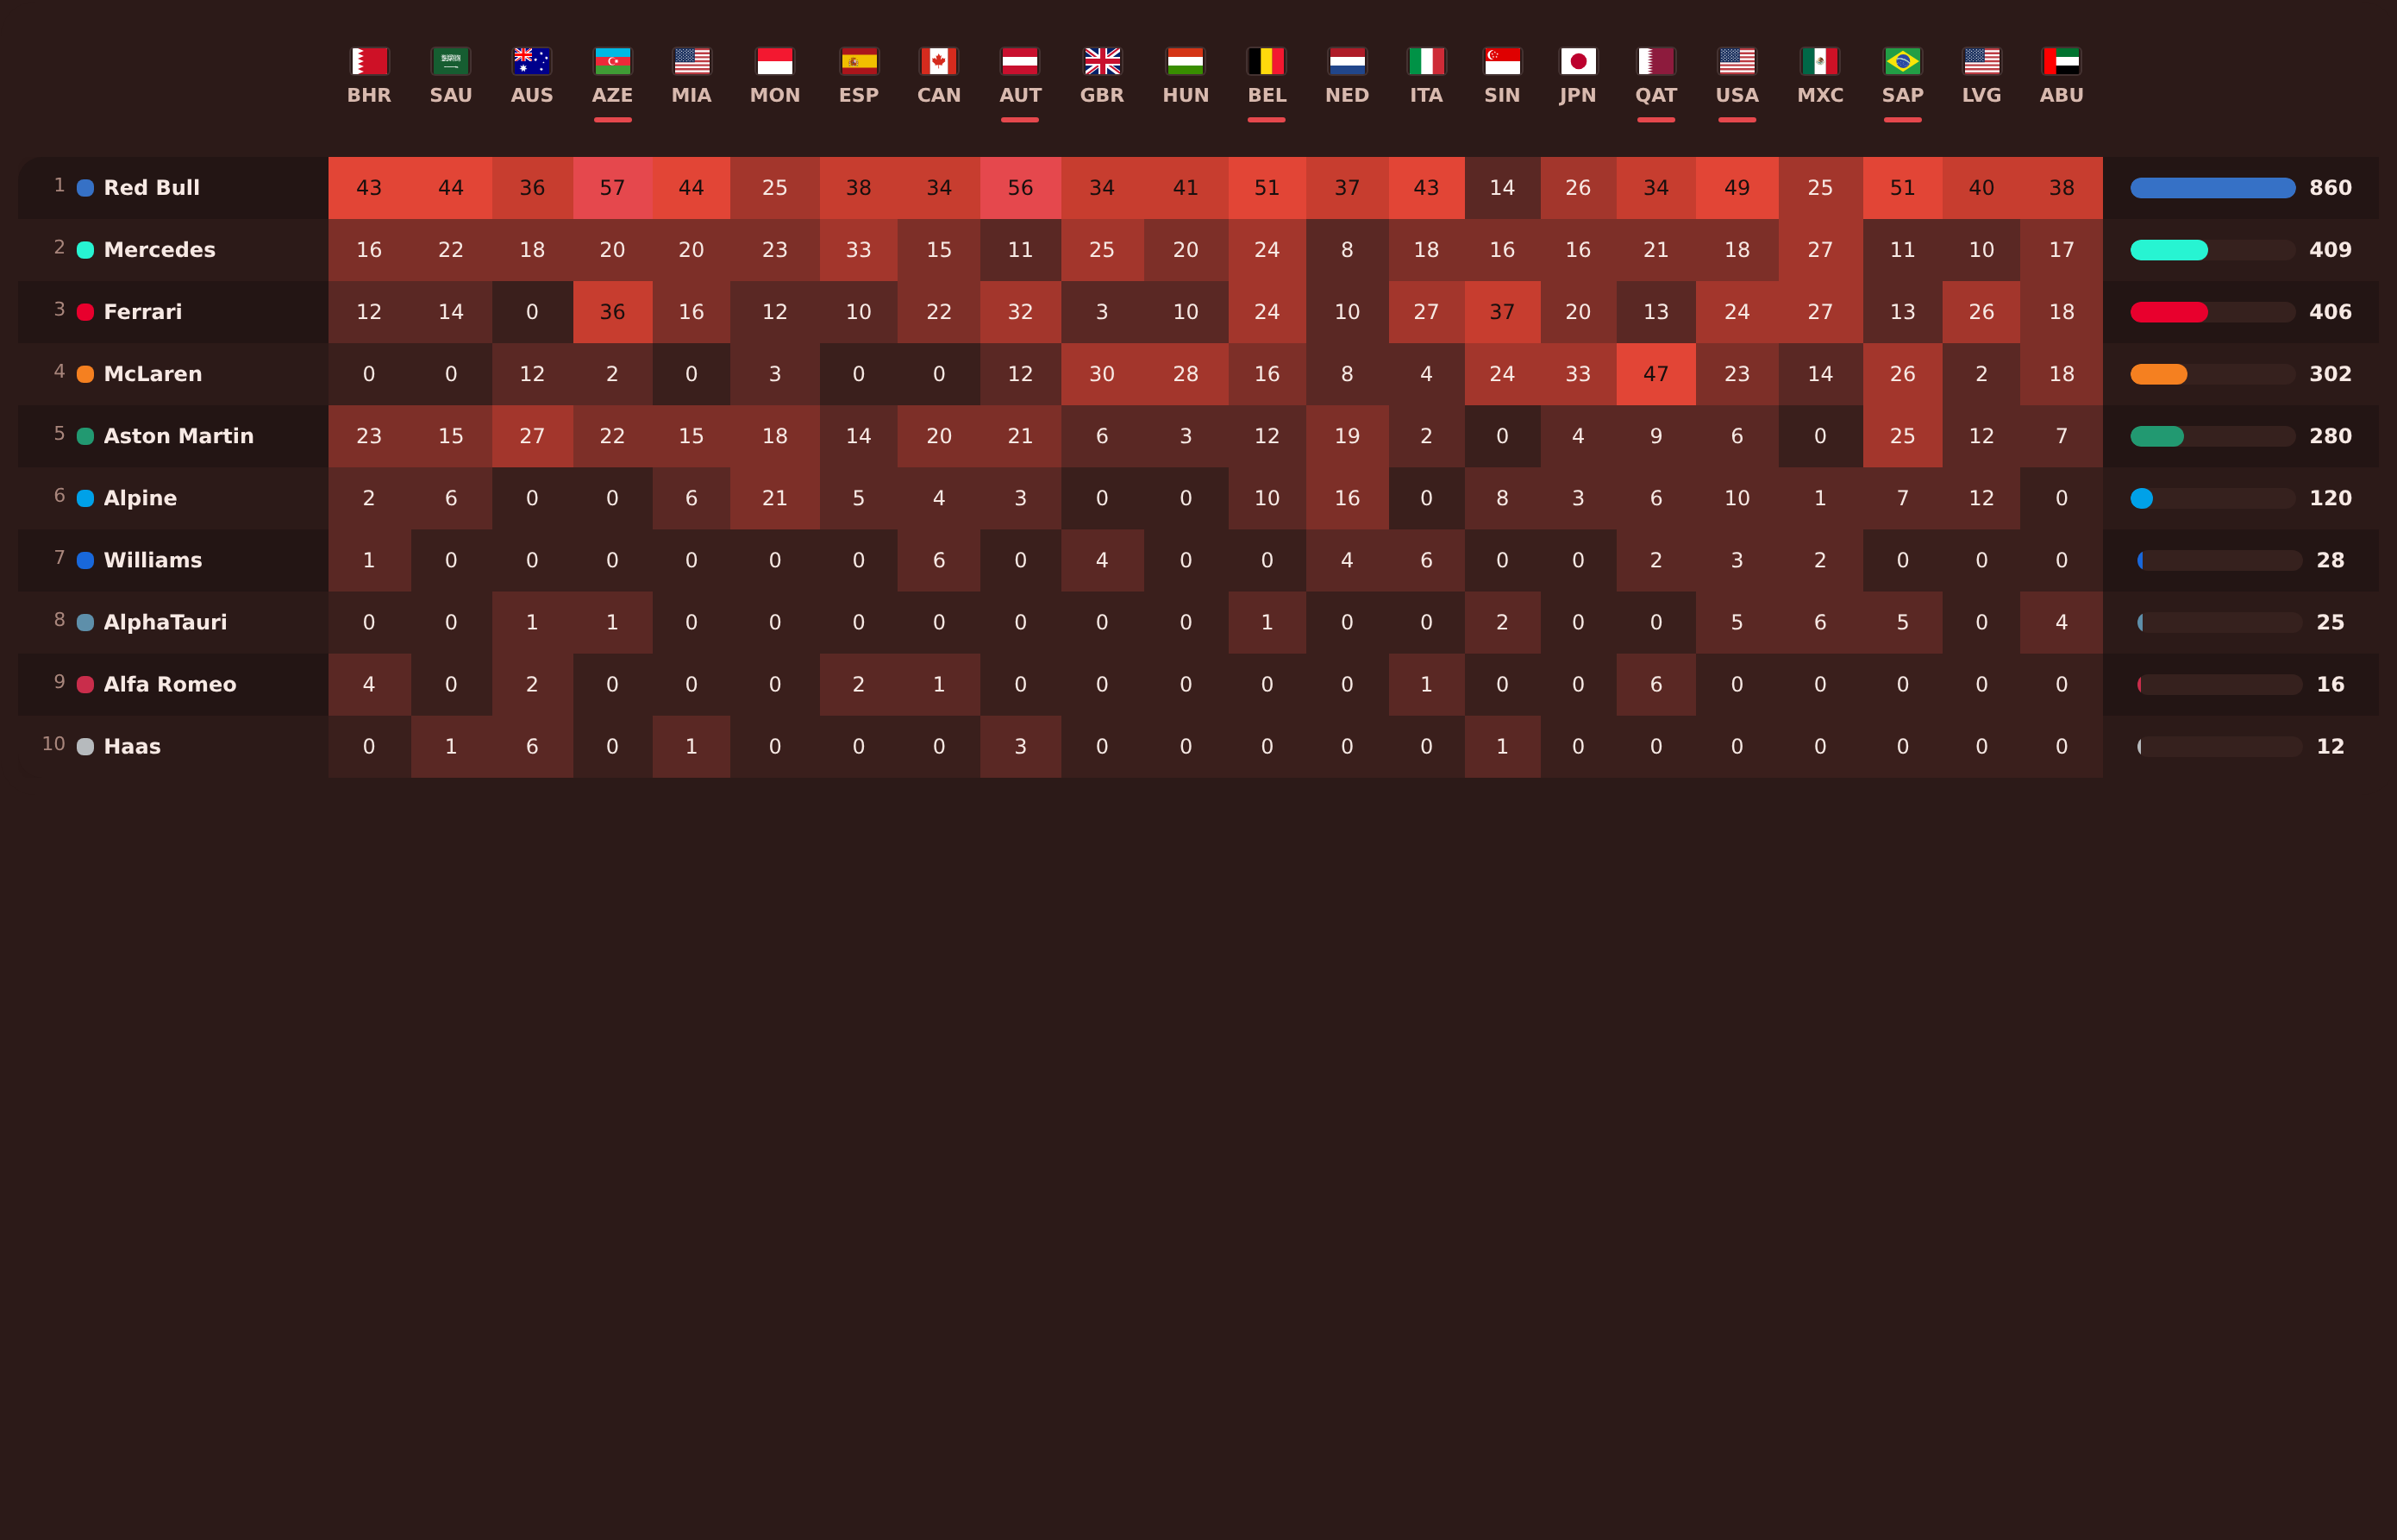 BHR SAU AUS AZE MIA MON ESP CAN AUT GBR HUN BEL NED ITA SIN JPN QAT USA MXC SAP LVG ABU
1 Red Bull 43 44 36 57 44 25 38 34 56 34 41 51 37 43 14 26 34 49 25 51 40 38 860
2 Mercedes 16 22 18 20 20 23 33 15 11 25 20 24 8 18 16 16 21 18 27 11 10 17 409
3 Ferrari 12 14 0 36 16 12 10 22 32 3 10 24 10 27 37 20 13 24 27 13 26 18 406
4 McLaren 0 0 12 2 0 3 0 0 12 30 28 16 8 4 24 33 47 23 14 26 2 18 302
5 Aston Martin 23 15 27 22 15 18 14 20 21 6 3 12 19 2 0 4 9 6 0 25 12 7 280
6 Alpine 2 6 0 0 6 21 5 4 3 0 0 10 16 0 8 3 6 10 1 7 12 0 120
7 Williams 1 0 0 0 0 0 0 6 0 4 0 0 4 6 0 0 2 3 2 0 0 0 28
8 AlphaTauri 0 0 1 1 0 0 0 0 0 0 0 1 0 0 2 0 0 5 6 5 0 4 25
9 Alfa Romeo 4 0 2 0 0 0 2 1 0 0 0 0 0 1 0 0 6 0 0 0 0 0 16
10 Haas 0 1 6 0 1 0 0 0 3 0 0 0 0 0 1 0 0 0 0 0 0 0 12